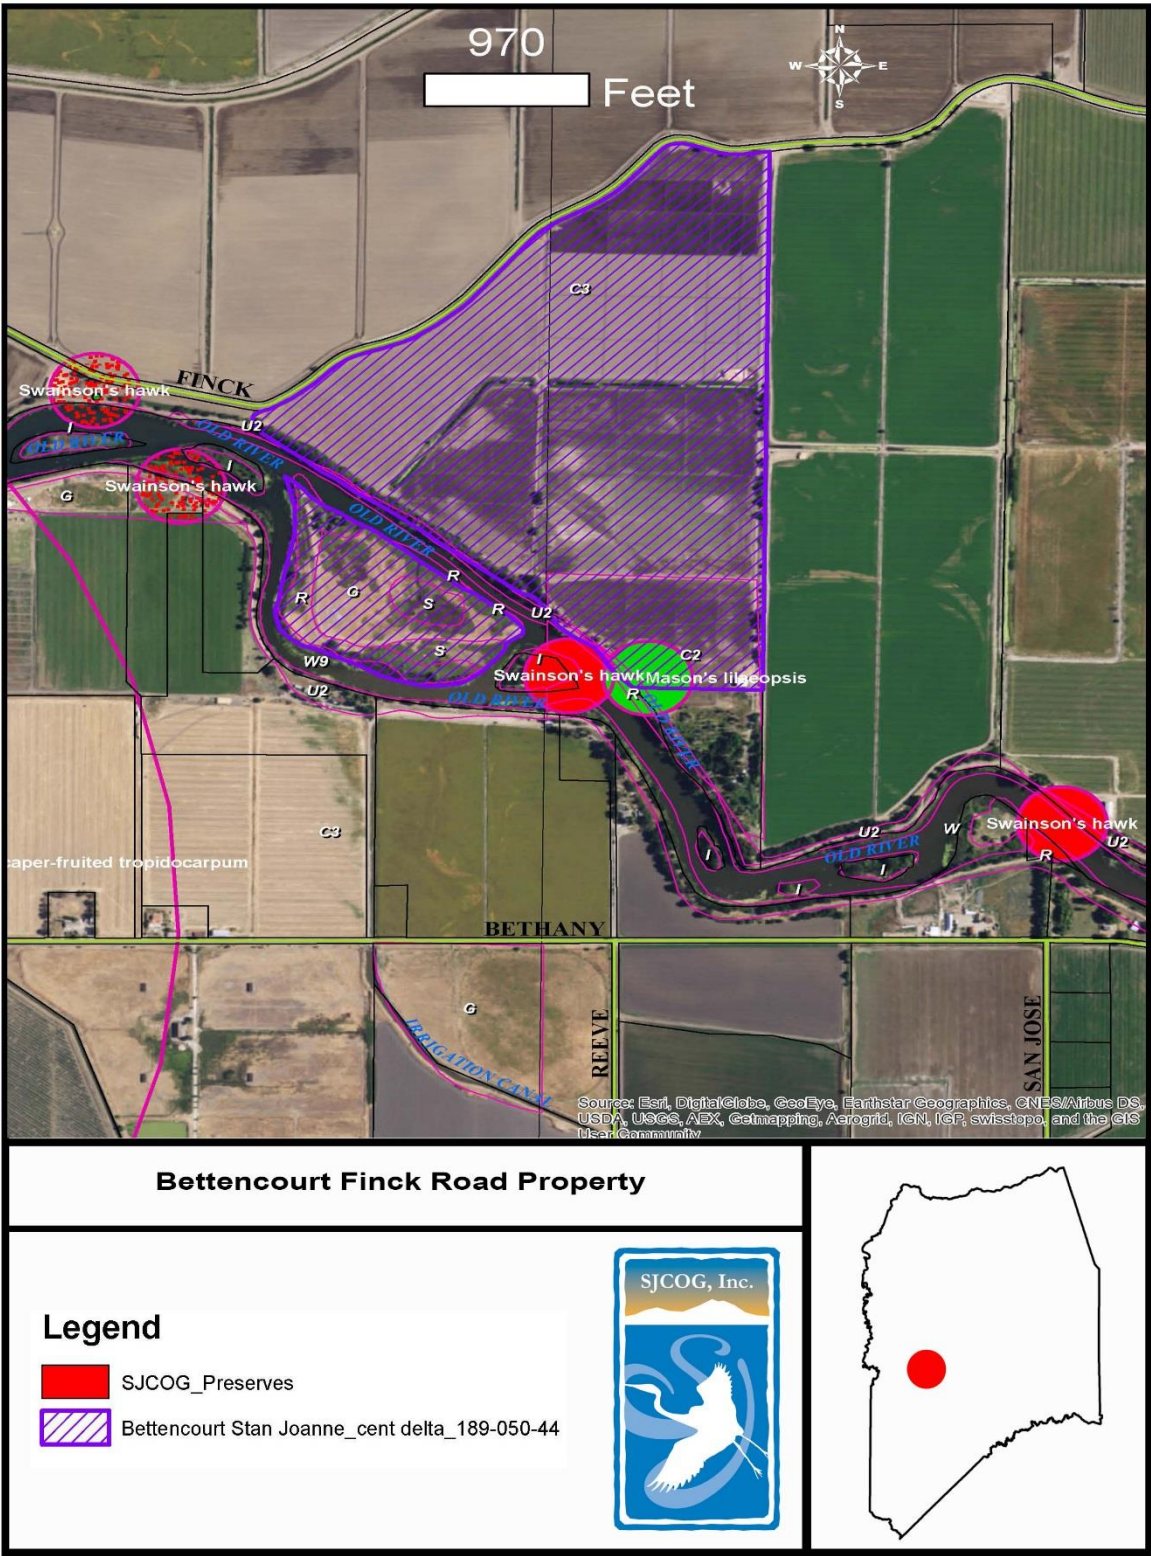 970
Feet
N
W E
S
C3
Swainson's hawk
FINCK
U2
I
OLD RIVER
OLD RIVER
I
Swainson's hawk
G
OLD RIVER
R
G
R
S
R
U2
S
I
C2
W9
Swainson's hawk
Mason's lilaeopsis
U2
OLD RIVER
R
OLD RIVER
C3
U2
W
Swainson's hawk
U2
OLD RIVER
R
I
I
I
caper-fruited tropidocarpum
BETHANY
G
IRRIGATION CANAL
REEVE
SAN JOSE
Source: Esri, DigitalGlobe, GeoEye, Earthstar Geographics, CNES/Airbus DS,
USDA, USGS, AEX, Getmapping, Aerogrid, IGN, IGP, swisstopo, and the GIS
User Community
Bettencourt Finck Road Property
SJCOG, Inc.
Legend
SJCOG_Preserves
Bettencourt Stan Joanne_cent delta_189-050-44